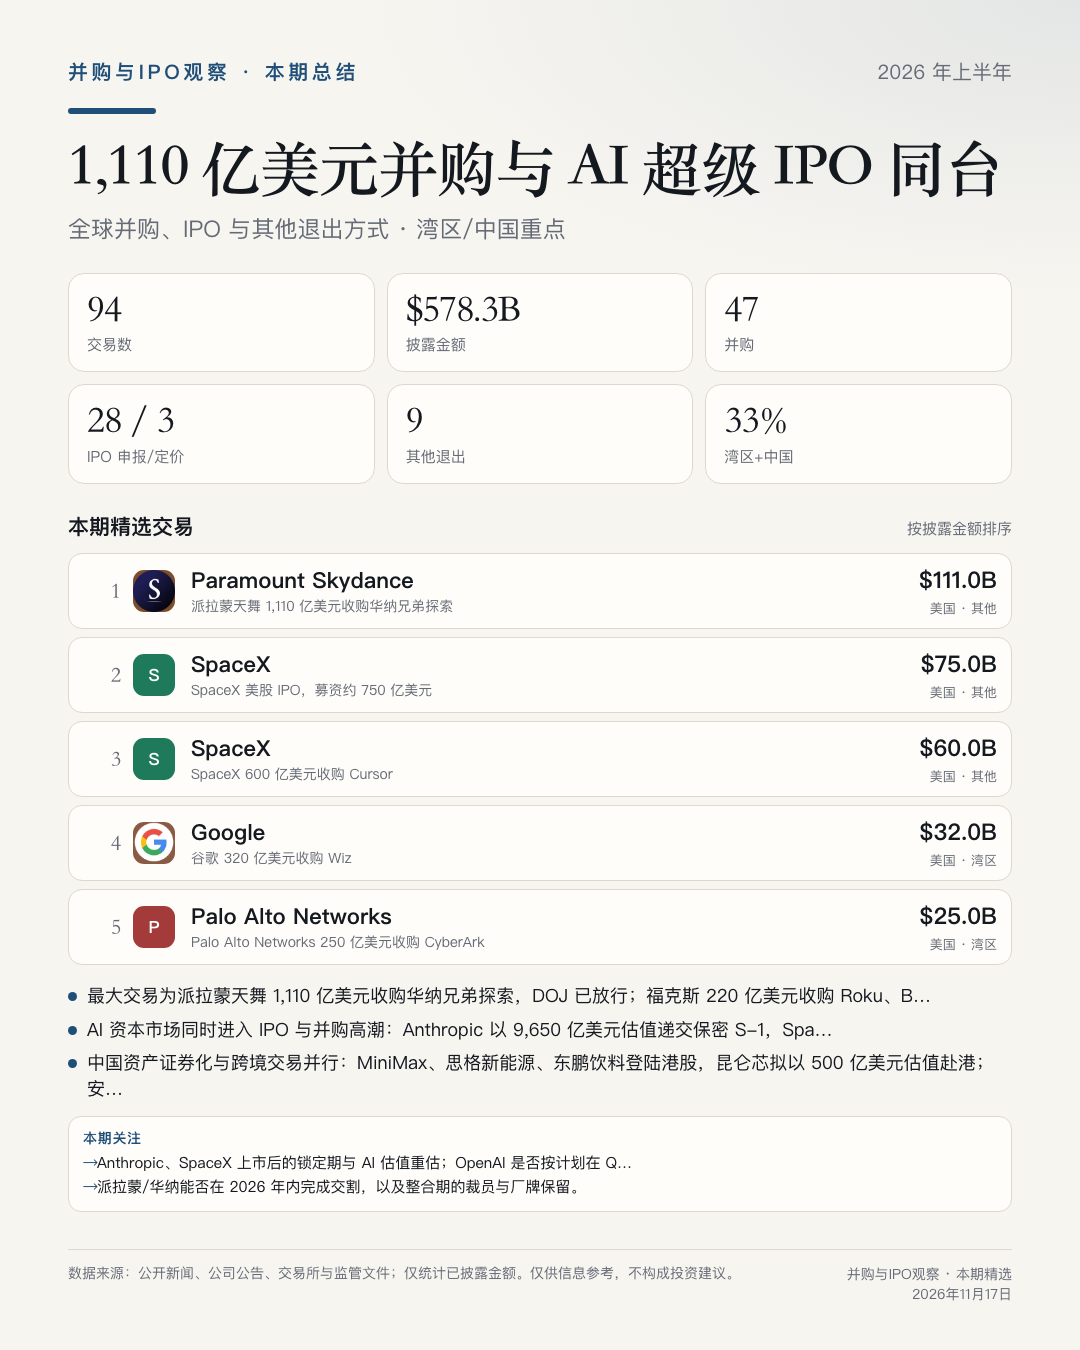 并购与IPO观察 · 本期总结
2026 年上半年
1,110 亿美元并购与 AI 超级 IPO 同台
全球并购、IPO 与其他退出方式 · 湾区/中国重点
94
交易数
$578.3B
披露金额
47
并购
28 / 3
IPO 申报/定价
9
其他退出
33%
湾区+中国
本期精选交易
按披露金额排序
1
S
Paramount Skydance
派拉蒙天舞 1,110 亿美元收购华纳兄弟探索
$111.0B
美国 · 其他
2
S
SpaceX
SpaceX 美股 IPO，募资约 750 亿美元
$75.0B
美国 · 其他
3
S
SpaceX
SpaceX 600 亿美元收购 Cursor
$60.0B
美国 · 其他
4
G
Google
谷歌 320 亿美元收购 Wiz
$32.0B
美国 · 湾区
5
P
Palo Alto Networks
Palo Alto Networks 250 亿美元收购 CyberArk
$25.0B
美国 · 湾区
最大交易为派拉蒙天舞 1,110 亿美元收购华纳兄弟探索，DOJ 已放行；福克斯 220 亿美元收购 Roku、B…
AI 资本市场同时进入 IPO 与并购高潮：Anthropic 以 9,650 亿美元估值递交保密 S-1，Spa…
中国资产证券化与跨境交易并行：MiniMax、思格新能源、东鹏饮料登陆港股，昆仑芯拟以 500 亿美元估值赴港；
安…
本期关注
→Anthropic、SpaceX 上市后的锁定期与 AI 估值重估；OpenAI 是否按计划在 Q…
→派拉蒙/华纳能否在 2026 年内完成交割，以及整合期的裁员与厂牌保留。
数据来源：公开新闻、公司公告、交易所与监管文件；仅统计已披露金额。仅供信息参考，不构成投资建议。
并购与IPO观察 · 本期精选
2026年11月17日